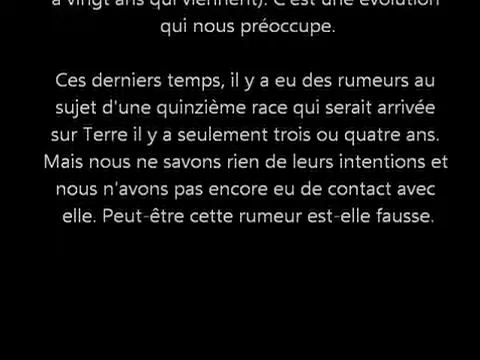 à vingt ans qui viennent). C'est une évolution
qui nous préoccupe.
Ces derniers temps, il y a eu des rumeurs au
sujet d'une quinzième race qui serait arrivée
sur Terre il y a seulement trois ou quatre ans.
Mais nous ne savons rien de leurs intentions et
nous n'avons pas encore eu de contact avec
elle. Peut-être cette rumeur est-elle fausse.